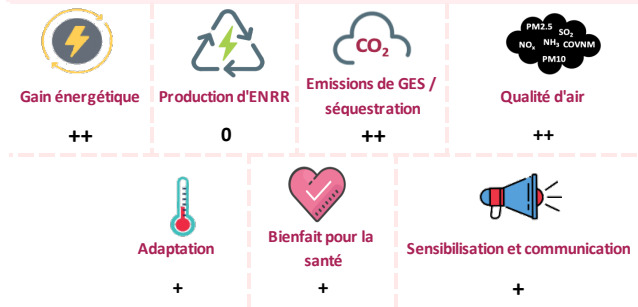 PM2.5
SO₂
NOₓ NH₃ COVNM
PM10
CO₂
Gain énergétique
Production d'ENRR
Emissions de GES /
séquestration
Qualité d'air
++
0
++
++
Adaptation
Bienfait pour la
santé
Sensibilisation et communication
+
+
+